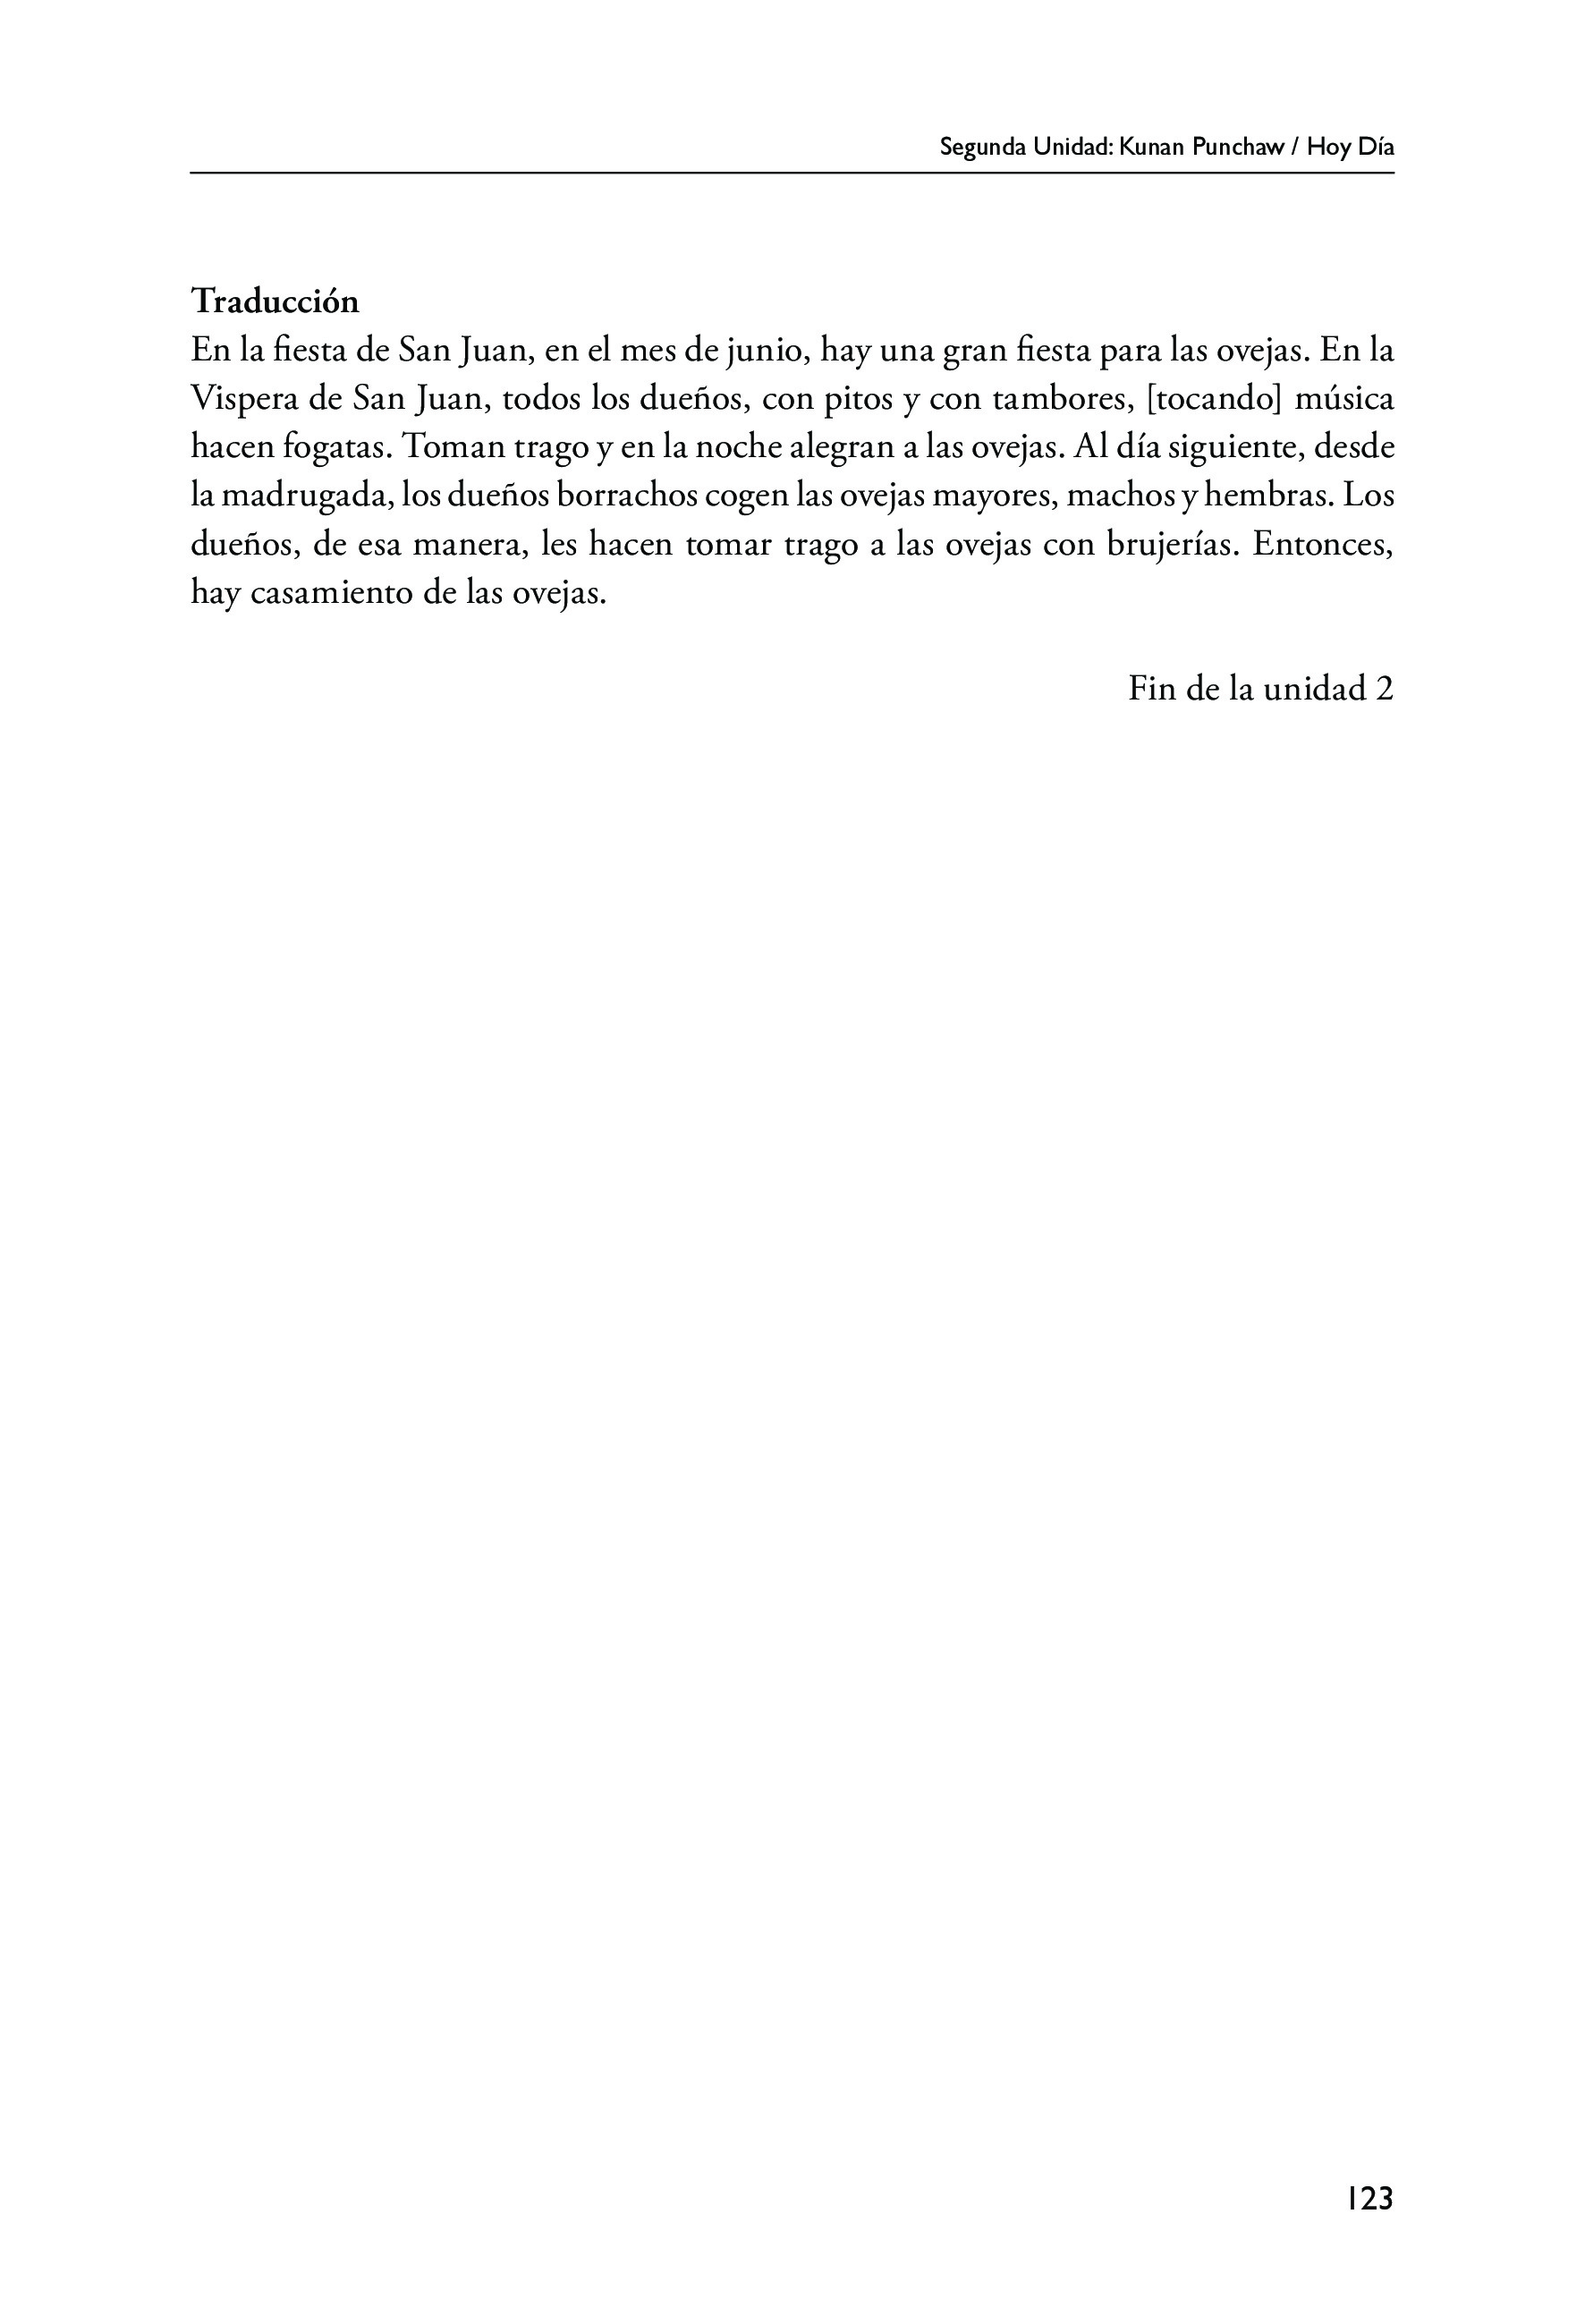 Segunda Unidad: Kunan Punchaw / Hoy Día
Traducción
En la fiesta de San Juan, en el mes de junio, hay una gran fiesta para las ovejas. En la
Vispera de San Juan, todos los dueños, con pitos y con tambores, [tocando] música
hacen fogatas. Toman trago y en la noche alegran a las ovejas. Al día siguiente, desde
la madrugada, los dueños borrachos cogen las ovejas mayores, machos y hembras. Los
dueños, de esa manera, les hacen tomar trago a las ovejas con brujerías. Entonces,
hay casamiento de las ovejas.
Fin de la unidad 2
123